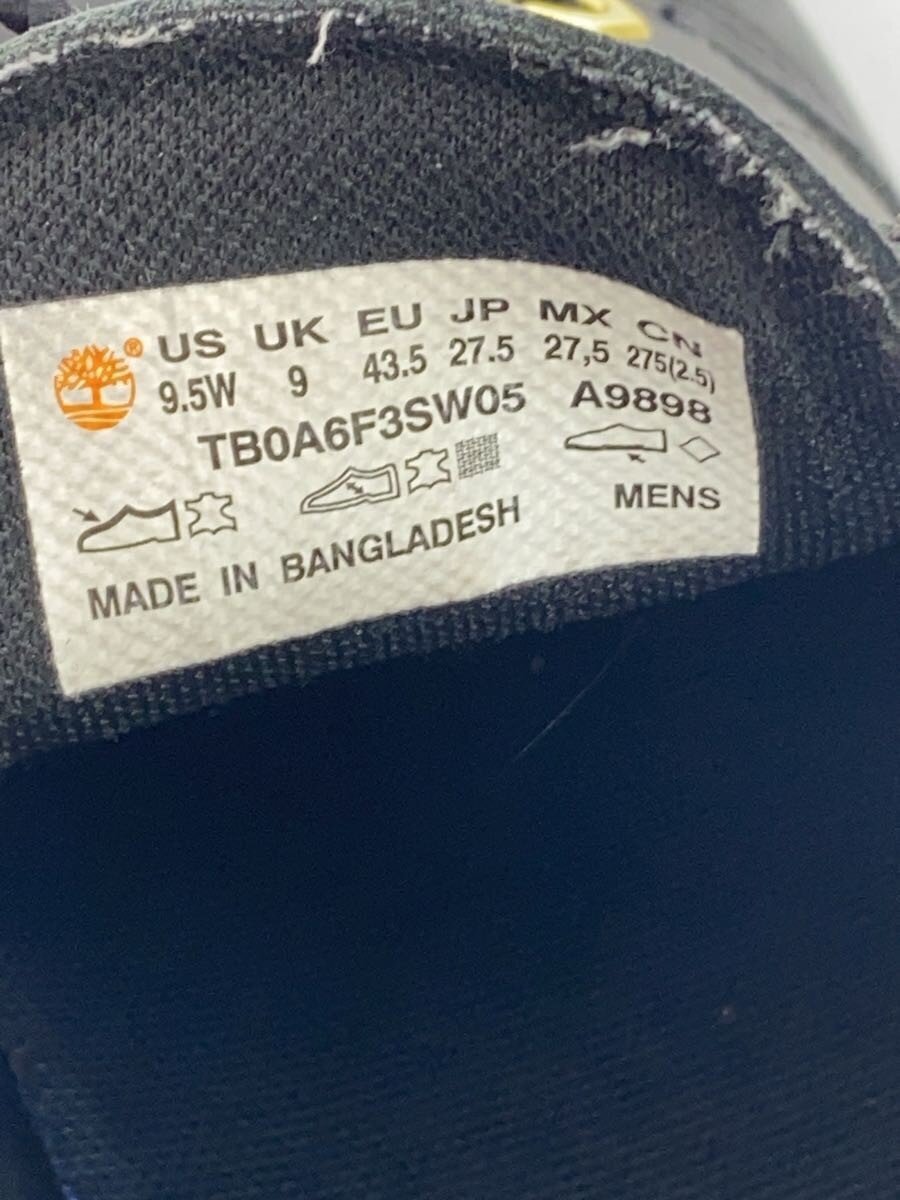 ® US UK EU JP MX CN
9.5W 9 43.5 27.5 27,5 275(2.5)
TB0A6F3SW05 A9898
MENS
MADE IN BANGLADESH